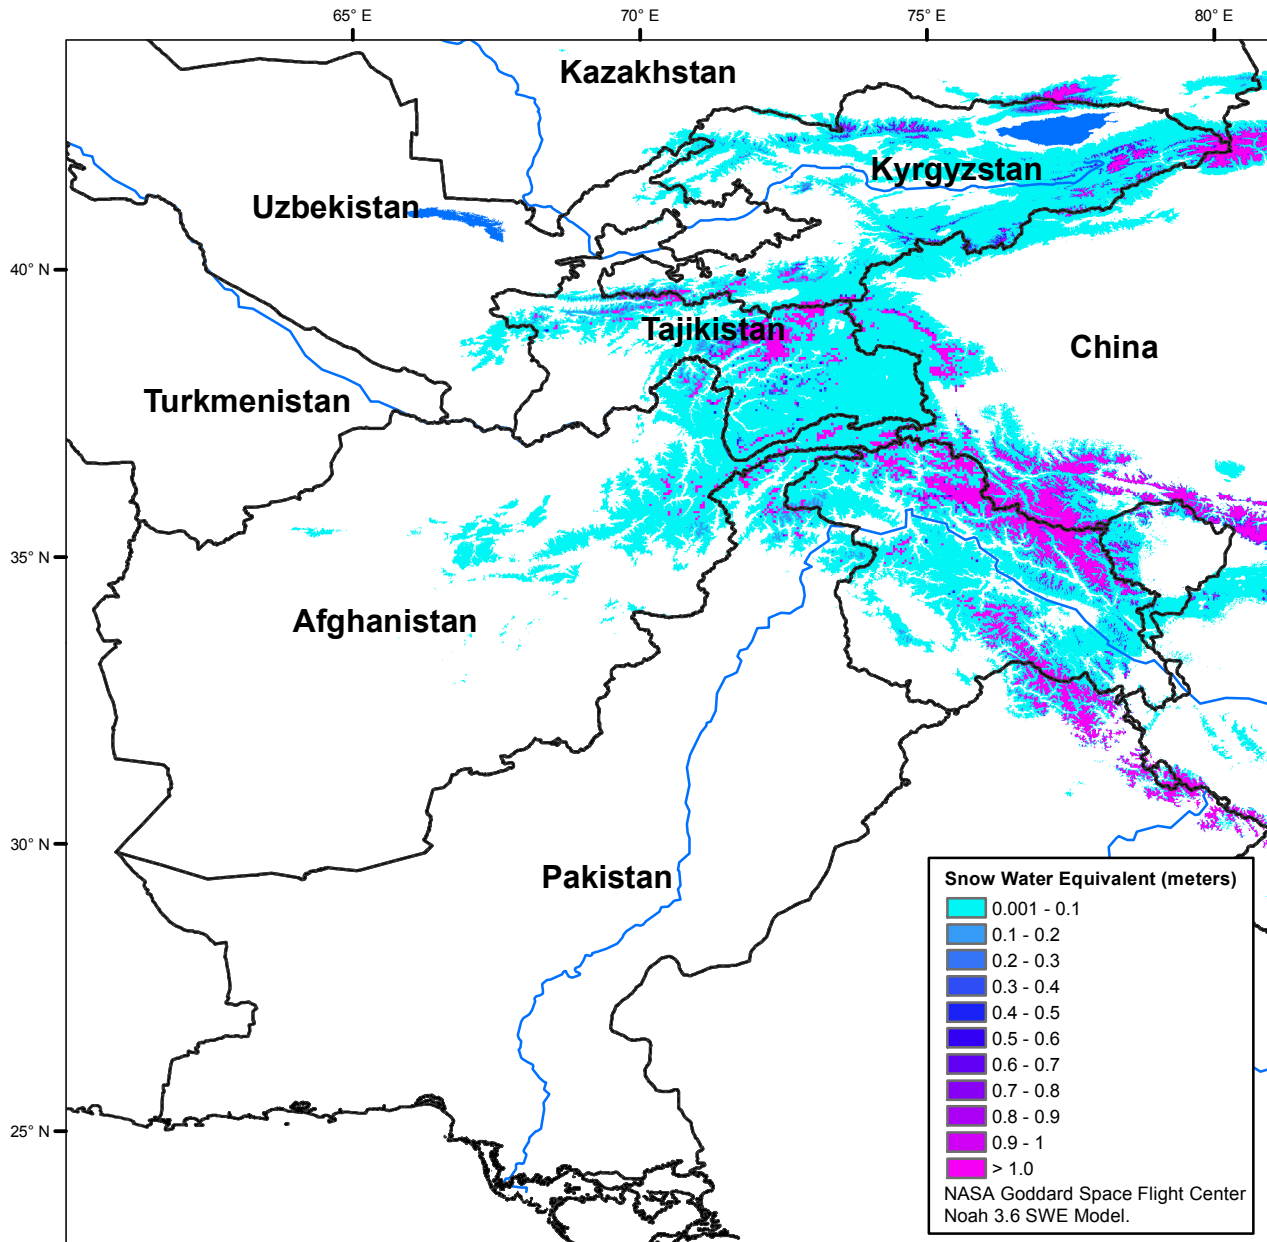 65° E
70° E
75° E
80° E
Kazakhstan
Kyrgyzstan
Uzbekistan
40° N
Tajikistan
China
Turkmenistan
35° N
Afghanistan
30° N
Pakistan
25° N
Snow Water Equivalent (meters)
0.001 - 0.1
0.1 - 0.2
0.2 - 0.3
0.3 - 0.4
0.4 - 0.5
0.5 - 0.6
0.6 - 0.7
0.7 - 0.8
0.8 - 0.9
0.9 - 1
> 1.0
NASA Goddard Space Flight Center
Noah 3.6 SWE Model.